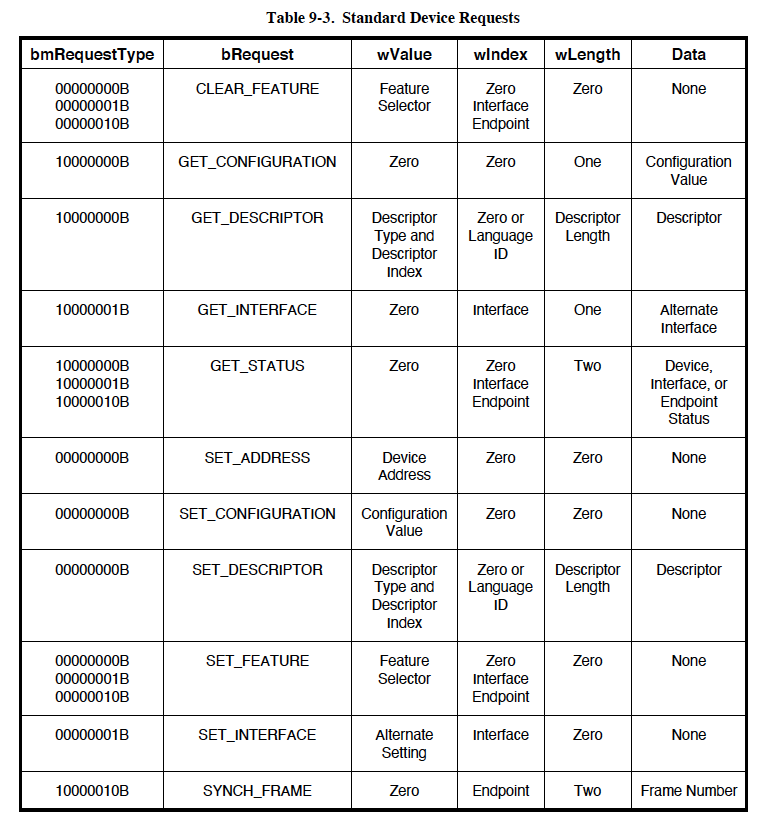 Table 9-3. Standard Device Requests
bmRequestType bRequest wValue wIndex wLength Data
00000000B CLEAR_FEATURE Feature Zero Zero None
00000001B Selector Interface
00000010B Endpoint
10000000B GET_CONFIGURATION Zero Zero One Configuration
Value
10000000B GET_DESCRIPTOR Descriptor Zero or Descriptor Descriptor
Type and Language Length
Descriptor ID
Index
10000001B GET_INTERFACE Zero Interface One Alternate
Interface
10000000B GET_STATUS Zero Zero Two Device,
10000001B Interface Interface, or
10000010B Endpoint Endpoint
Status
00000000B SET_ADDRESS Device Zero Zero None
Address
00000000B SET_CONFIGURATION Configuration Zero Zero None
Value
00000000B SET_DESCRIPTOR Descriptor Zero or Descriptor Descriptor
Type and Language Length
Descriptor ID
Index
00000000B SET_FEATURE Feature Zero Zero None
00000001B Selector Interface
00000010B Endpoint
00000001B SET_INTERFACE Alternate Interface Zero None
Setting
10000010B SYNCH_FRAME Zero Endpoint Two Frame Number